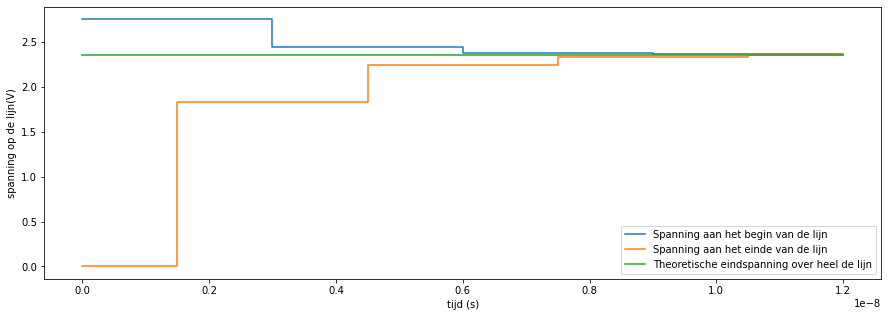 spanning op de lijn(V)
2.5
2.0
1.5
1.0
0.5
0.0
Spanning aan het begin van de lijn
Spanning aan het einde van de lijn
Theoretische eindspanning over heel de lijn
0.0 0.2 0.4 0.6 0.8 1.0 1.2
1e−8
tijd (s)